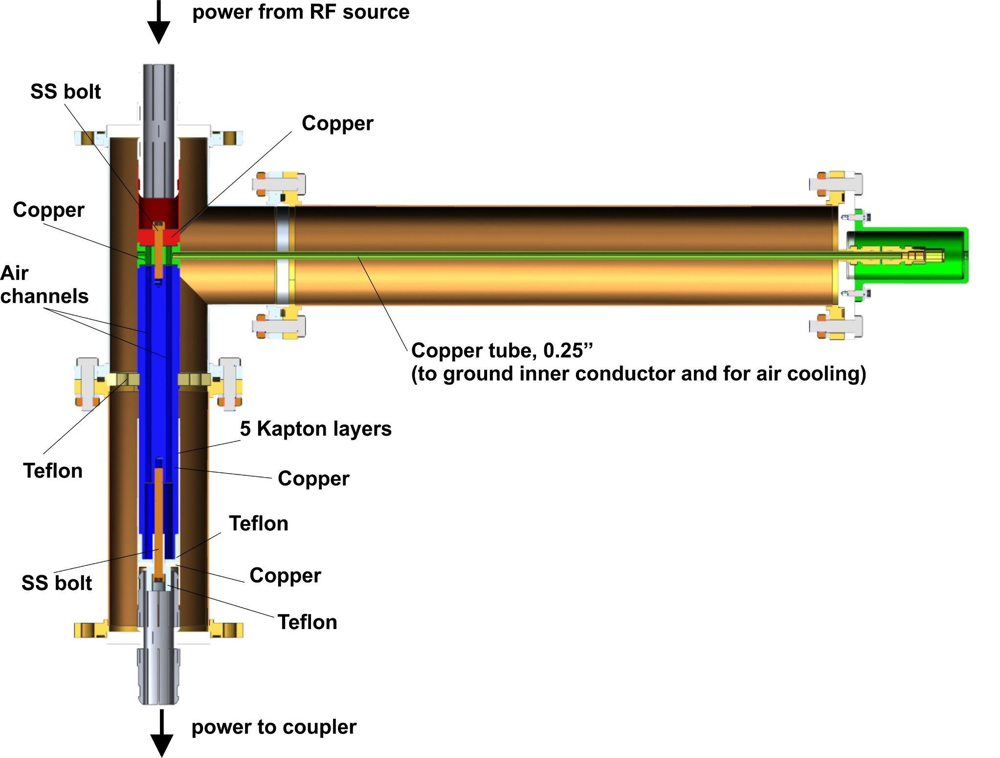 power from RF source
SS bolt
Copper
Copper
Air
channels
Copper tube, 0.25”
(to ground inner conductor and for air cooling)
5 Kapton layers
Teflon
Copper
Teflon
Copper
SS bolt
Teflon
power to coupler